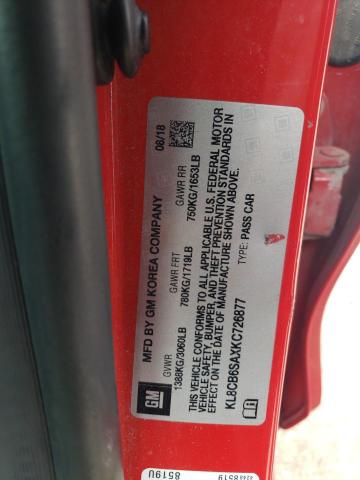 MFD BY GM KOREA COMPANY 08/18
GVWR GAWR FRT GAWR RR
1388KG/3060LB 780KG/1719LB 750KG/1653LB
THIS VEHICLE CONFORMS TO ALL APPLICABLE U.S. FEDERAL MOTOR
VEHICLE SAFETY, BUMPER, AND THEFT PREVENTION STANDARDS IN
EFFECT ON THE DATE OF MANUFACTURE SHOWN ABOVE.
KL8CB6SAXKC726877 TYPE: PASS CAR
GM
8519U
8519